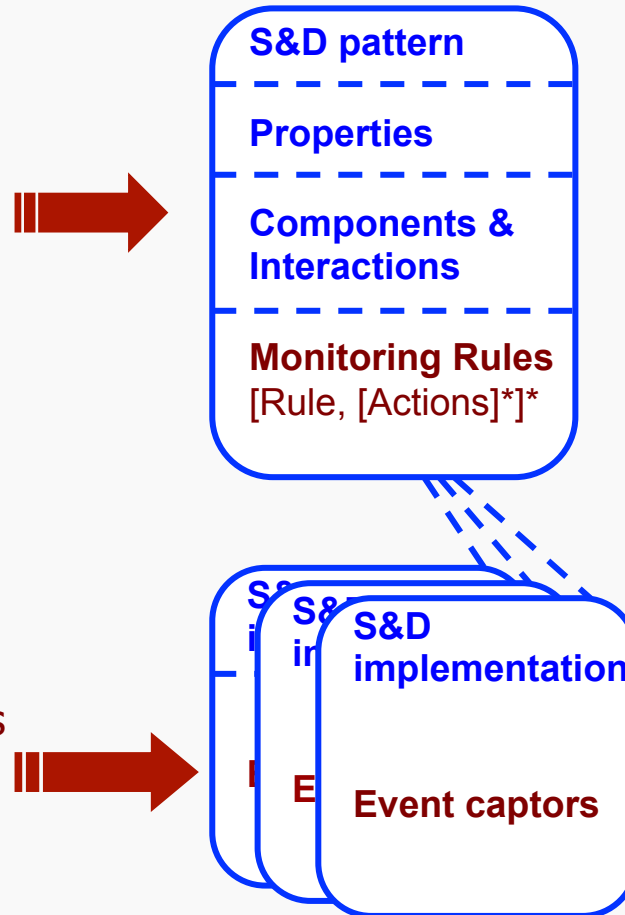 S&D pattern
Properties
Components &
Interactions
Monitoring Rules
[Rule, [Actions]*]*
S&D
implementation
Event captors